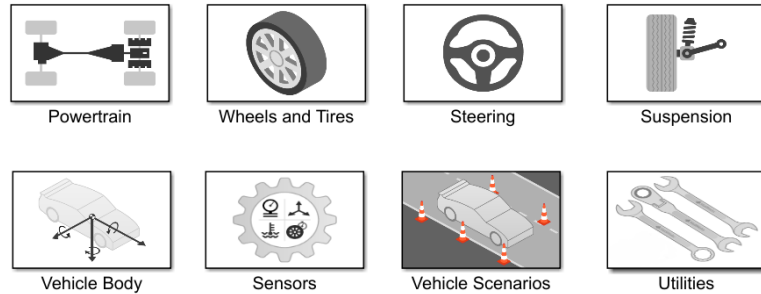 Powertrain
Wheels and Tires
Steering
Suspension
Vehicle Body
Sensors
Vehicle Scenarios
Utilities